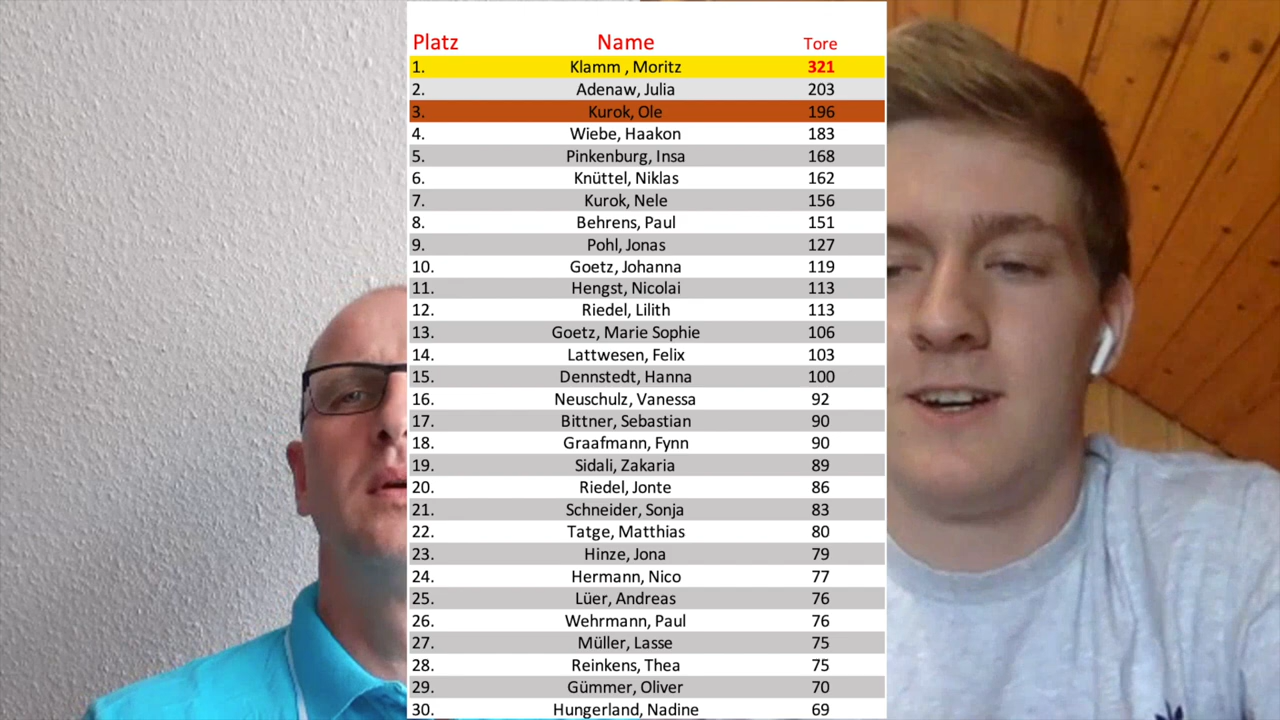 Platz Name Tore
1. Klamm , Moritz 321
2. Adenaw, Julia 203
3. Kurok, Ole 196
4. Wiebe, Haakon 183
5. Pinkenburg, Insa 168
6. Knüttel, Niklas 162
7. Kurok, Nele 156
8. Behrens, Paul 151
9. Pohl, Jonas 127
10. Goetz, Johanna 119
11. Hengst, Nicolai 113
12. Riedel, Lilith 113
13. Goetz, Marie Sophie 106
14. Lattwesen, Felix 103
15. Dennstedt, Hanna 100
16. Neuschulz, Vanessa 92
17. Bittner, Sebastian 90
18. Graafmann, Fynn 90
19. Sidali, Zakaria 89
20. Riedel, Jonte 86
21. Schneider, Sonja 83
22. Tatge, Matthias 80
23. Hinze, Jona 79
24. Hermann, Nico 77
25. Lüer, Andreas 76
26. Wehrmann, Paul 76
27. Müller, Lasse 75
28. Reinkens, Thea 75
29. Gümmer, Oliver 70
30. Hungerland, Nadine 69